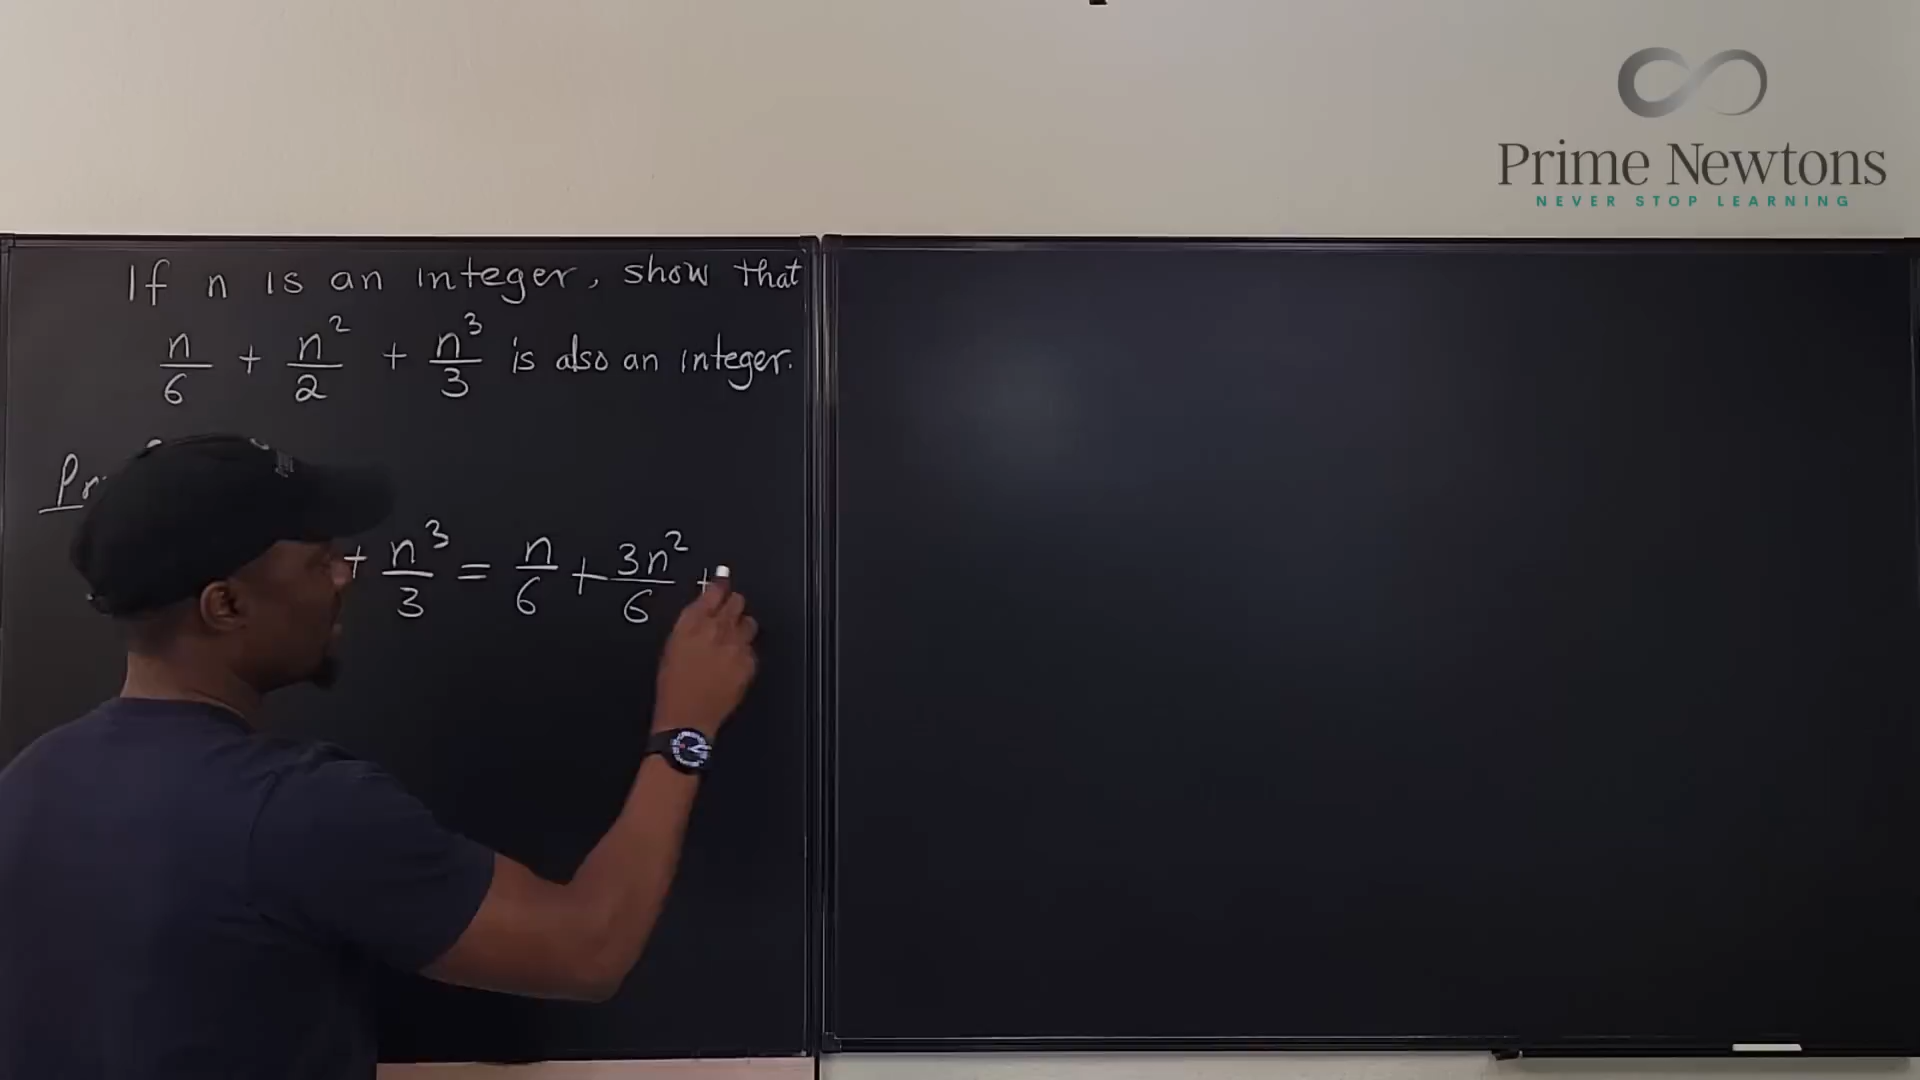 Prime Newtons
NEVER STOP LEARNING
If n is an integer, show that
n/6 + n²/2 + n³/3 is also an integer.
+ n³/3 = n/6 + 3n²/6 +